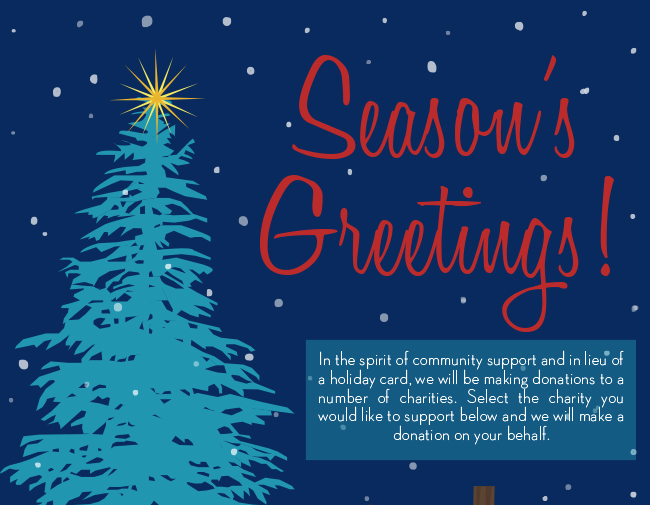 Season's
Greetings!
In the spirit of community support and in lieu of
a holiday card, we will be making donations to a
number of charities. Select the charity you
would like to support below and we will make a
donation on your behalf.